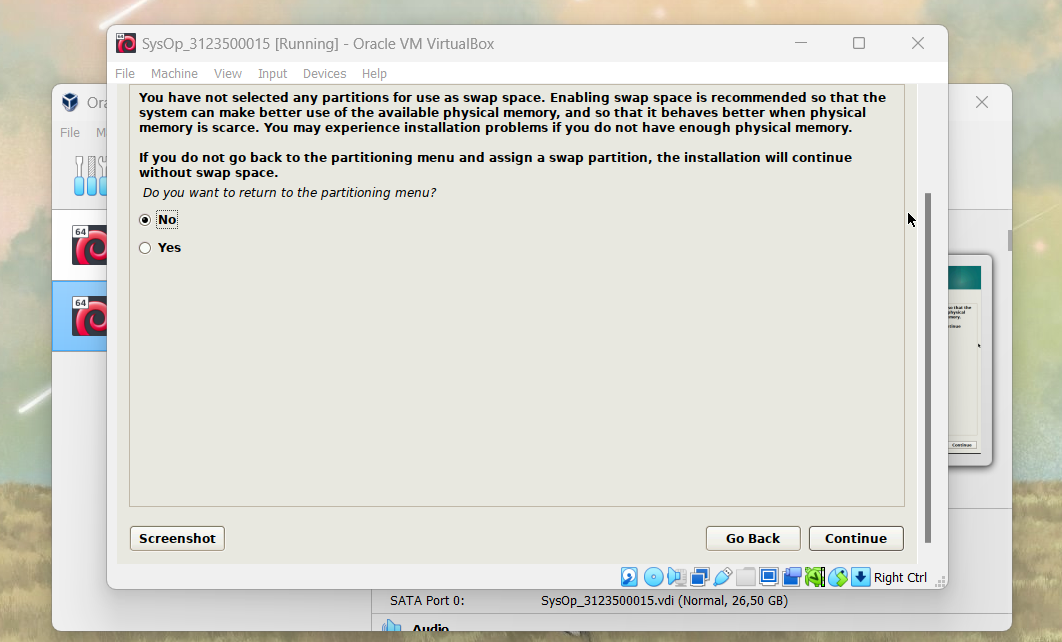 SysOp_3123500015 [Running] - Oracle VM VirtualBox
File Machine View Input Devices Help
Ora
File M
You have not selected any partitions for use as swap space. Enabling swap space is recommended so that the
system can make better use of the available physical memory, and so that it behaves better when physical
memory is scarce. You may experience installation problems if you do not have enough physical memory.
If you do not go back to the partitioning menu and assign a swap partition, the installation will continue
without swap space.
Do you want to return to the partitioning menu?
No
Yes
64
64
Screenshot
Go Back
Continue
Continue
Right Ctrl
SATA Port 0: SysOp_3123500015.vdi (Normal, 26,50 GB)
Audio